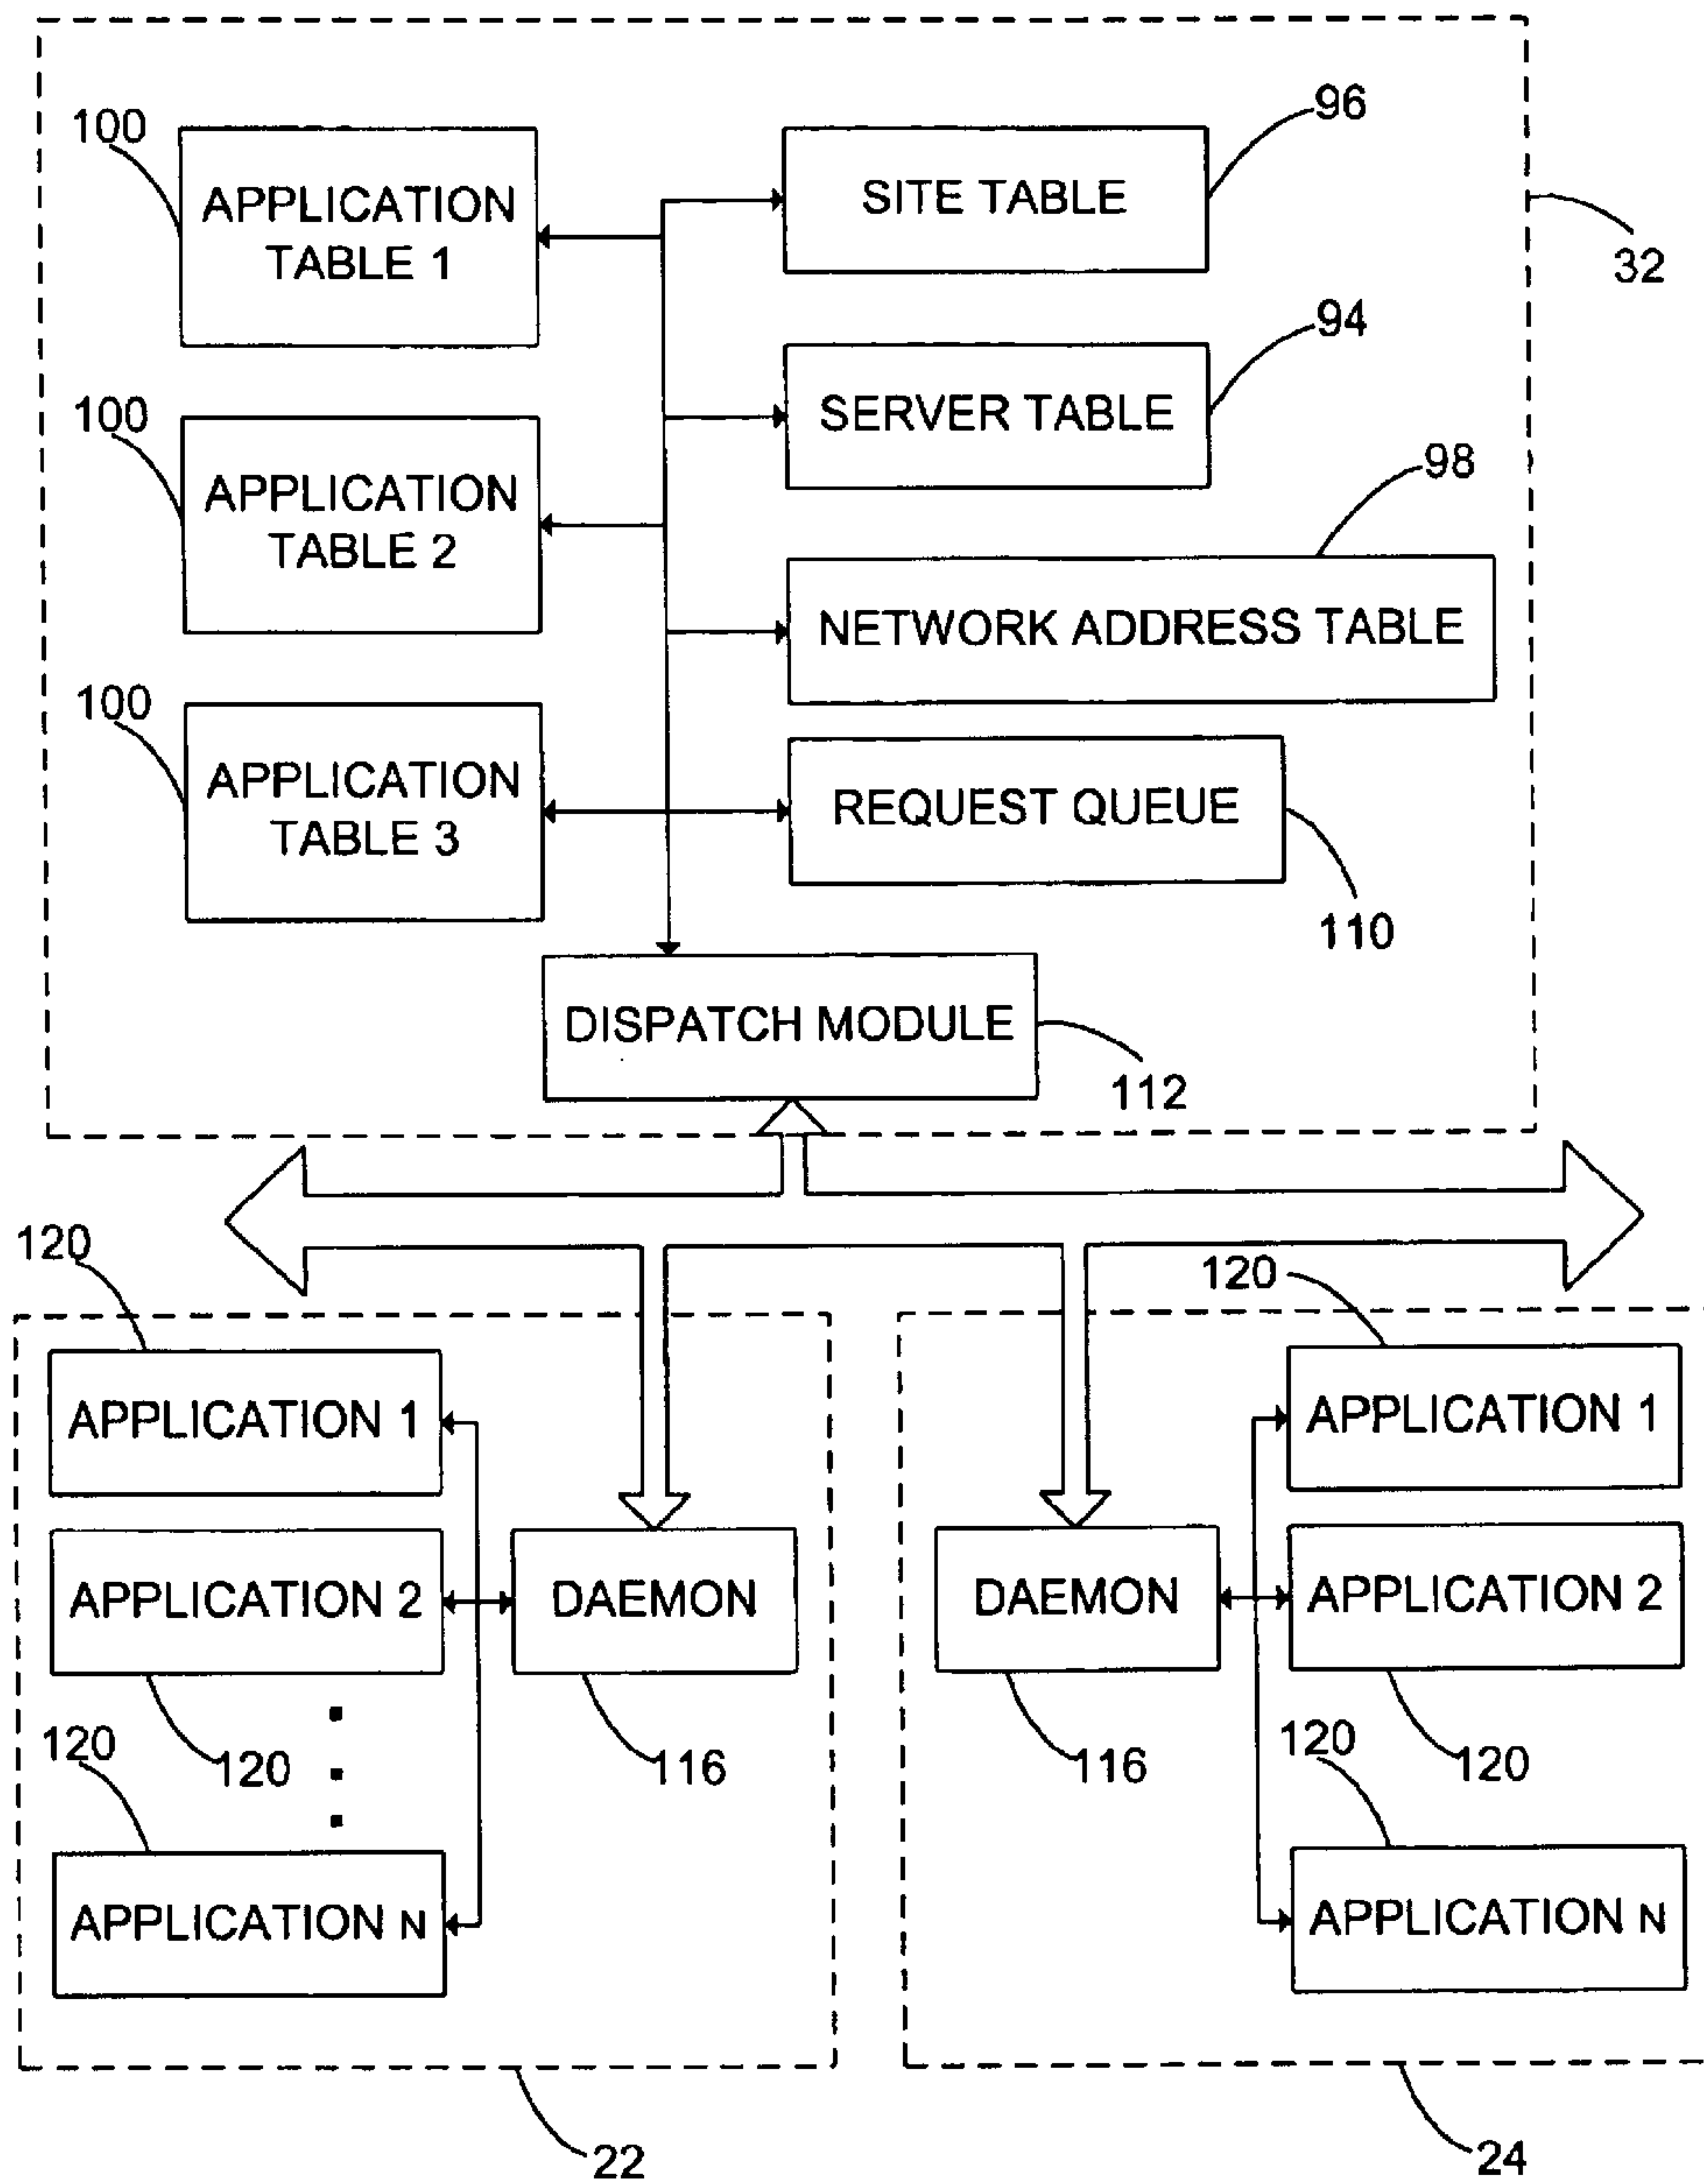 96
100
APPLICATION
TABLE 1
SITE TABLE
32
94
100
SERVER TABLE
APPLICATION
TABLE 2
98
NETWORK ADDRESS TABLE
100
APPLICATION
TABLE 3
REQUEST QUEUE
110
DISPATCH MODULE
112
120
APPLICATION 1
APPLICATION 2
DAEMON
120
116
120
APPLICATION N
22
120
APPLICATION 1
DAEMON
APPLICATION 2
116
120
120
APPLICATION N
24